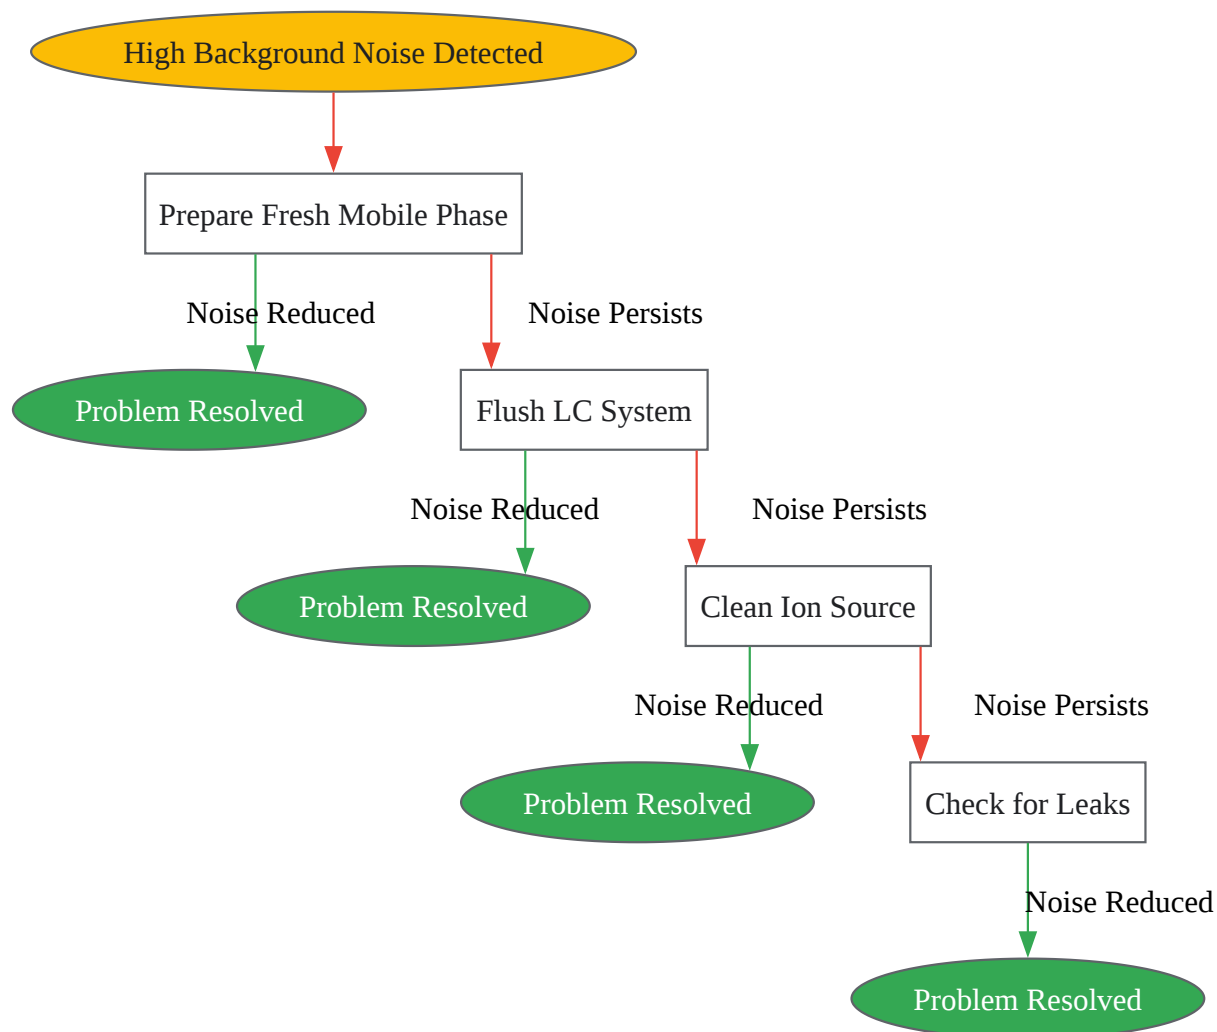 High Background Noise Detected
Prepare Fresh Mobile Phase
Noise Reduced
Noise Persists
Problem Resolved
Flush LC System
Noise Reduced
Noise Persists
Problem Resolved
Clean Ion Source
Noise Reduced
Noise Persists
Problem Resolved
Check for Leaks
Noise Reduced
Problem Resolved